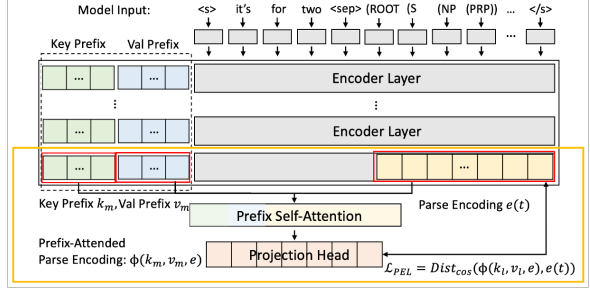 Model Input: <s> it's for two <sep> (ROOT (S (NP (PRP)) … </s>
Key Prefix Val Prefix
... ... Encoder Layer
⋮ ⋮
... ... Encoder Layer
... ... ...
Key Prefix k_m, Val Prefix v_m Parse Encoding e(t)
Prefix Self-Attention
Prefix-Attended
Parse Encoding: ϕ(k_m, v_m, e) Projection Head
ℒ_PEL = Dist_cos(ϕ(k_l, v_l, e), e(t))